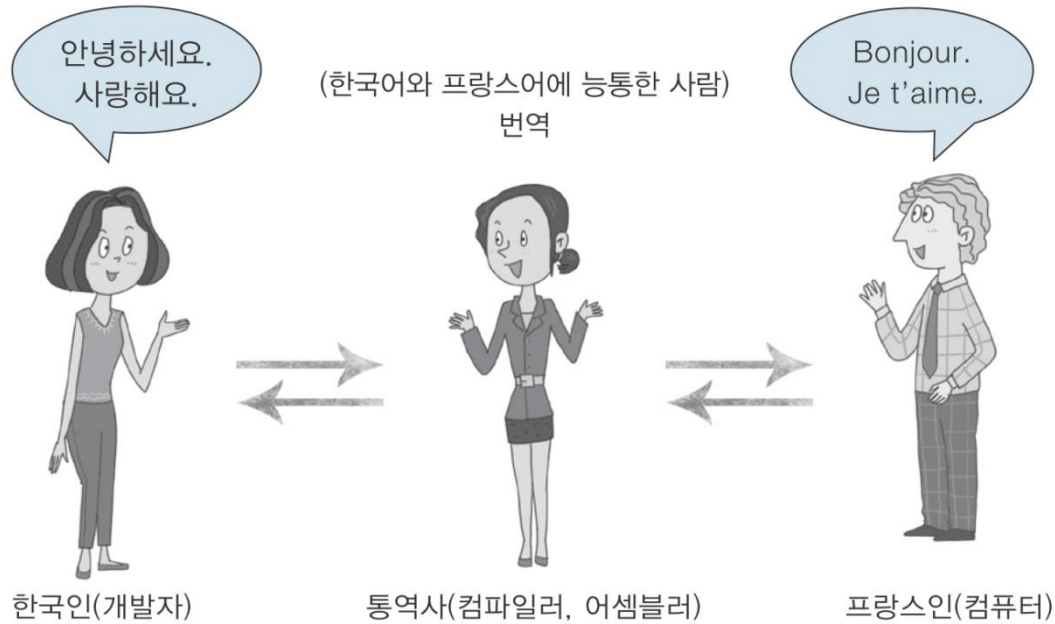 안녕하세요.
사랑해요.
(한국어와 프랑스어에 능통한 사람)
번역
Bonjour.
Je t'aime.
한국인(개발자)
통역사(컴파일러, 어셈블러)
프랑스인(컴퓨터)